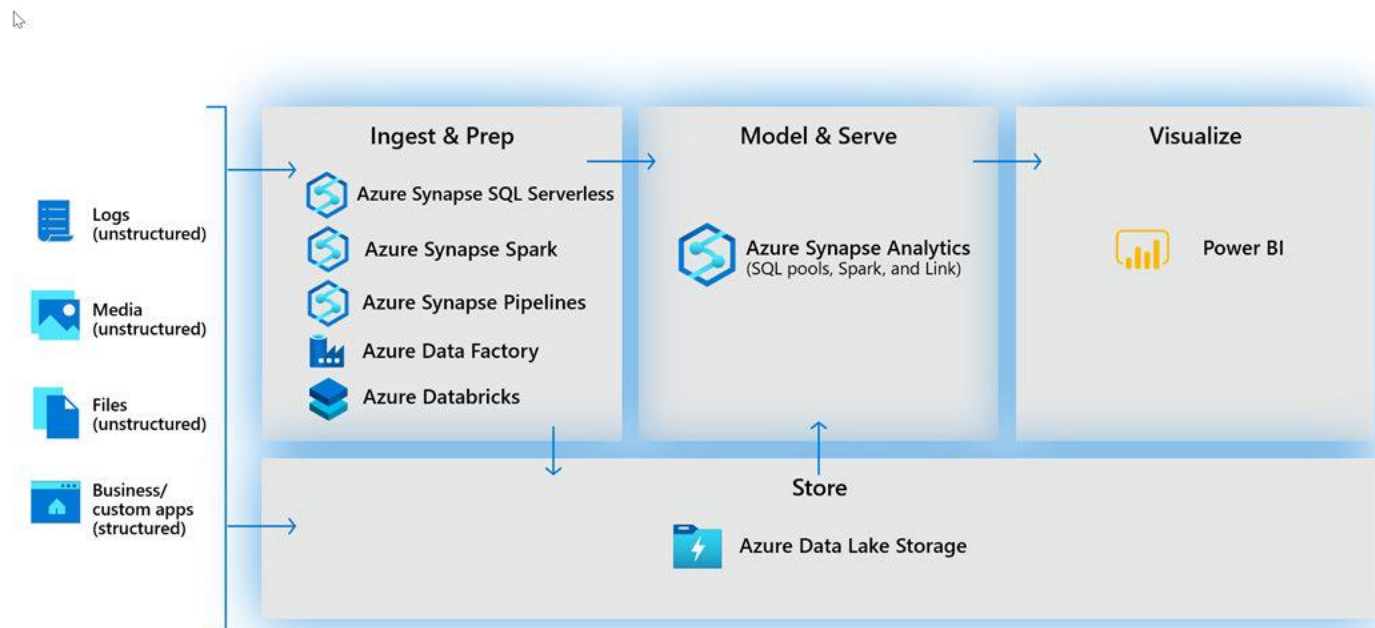 Logs
(unstructured)
Media
(unstructured)
Files
(unstructured)
Business/
custom apps
(structured)
Ingest & Prep
Azure Synapse SQL Serverless
Azure Synapse Spark
Azure Synapse Pipelines
Azure Data Factory
Azure Databricks
Model & Serve
Azure Synapse Analytics
(SQL pools, Spark, and Link)
Visualize
Power BI
Store
Azure Data Lake Storage